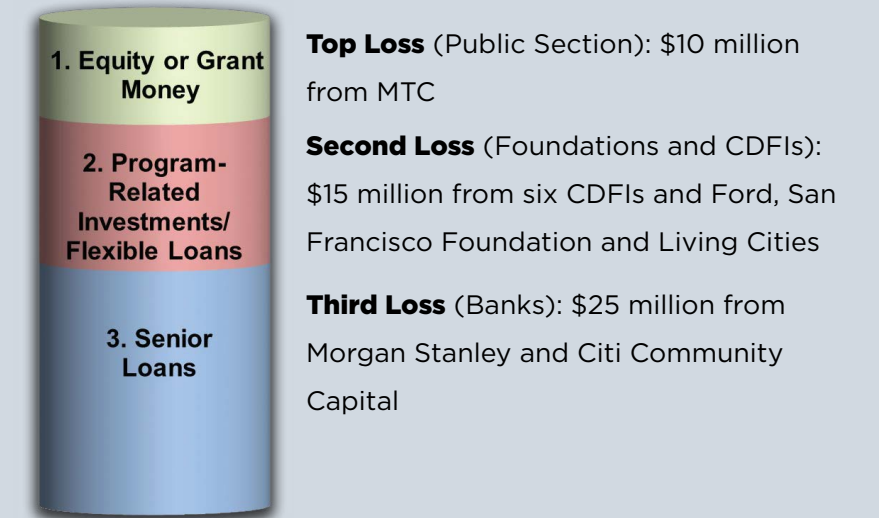 1. Equity or Grant
Money
2. Program-
Related
Investments/
Flexible Loans
3. Senior
Loans
Top Loss (Public Section): $10 million
from MTC
Second Loss (Foundations and CDFIs):
$15 million from six CDFIs and Ford, San
Francisco Foundation and Living Cities
Third Loss (Banks): $25 million from
Morgan Stanley and Citi Community
Capital